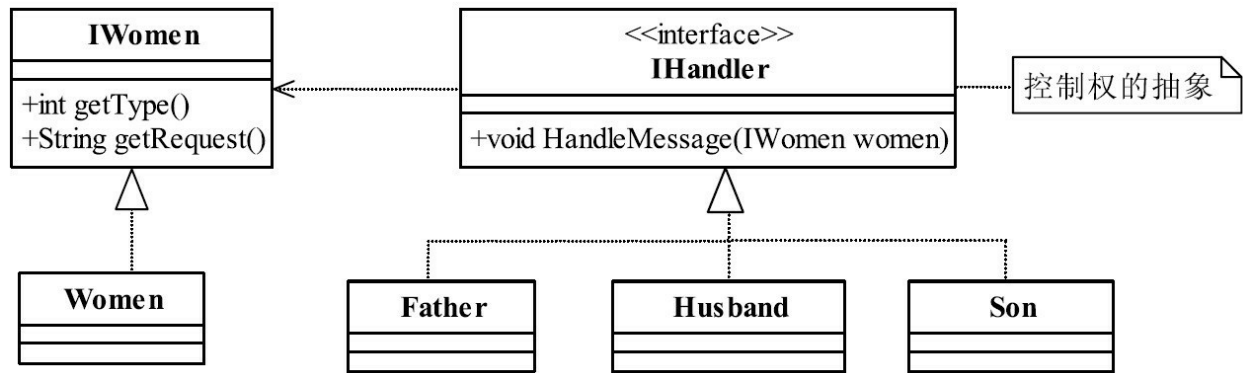 IWomen
+int getType()
+String getRequest()
<<interface>>
IHandler
+void HandleMessage(IWomen women)
控制权的抽象
Women
Father
Husband
Son